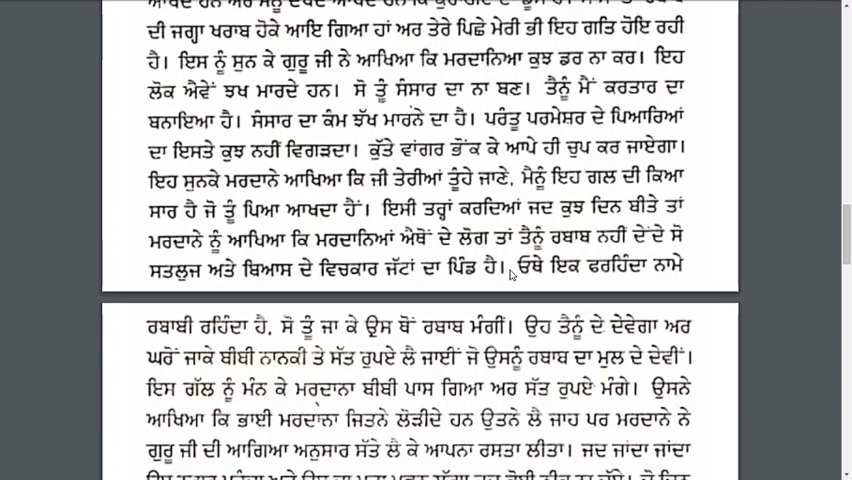 ਦੀ ਜਗ੍ਹਾ ਖਰਾਬ ਹੋਕੇ ਆਇ ਗਿਆ ਹਾਂ ਅਰ ਤੇਰੇ ਪਿਛੇ ਮੇਰੀ ਭੀ ਇਹ ਗਤਿ ਹੋਇ ਰਹੀ
ਹੈ। ਇਸ ਨੂੰ ਸੁਨ ਕੇ ਗੁਰੂ ਜੀ ਨੇ ਆਖਿਆ ਕਿ ਮਰਦਾਨਿਆ ਕੁਝ ਡਰ ਨਾ ਕਰ। ਇਹ
ਲੋਕ ਐਵੇਂ ਝਖ ਮਾਰਦੇ ਹਨ। ਸੋ ਤੂੰ ਸੰਸਾਰ ਦਾ ਨਾ ਬਣ। ਤੈਨੂੰ ਮੈਂ ਕਰਤਾਰ ਦਾ
ਬਨਾਇਆ ਹੈ। ਸੰਸਾਰ ਦਾ ਕੰਮ ਝੱਖ ਮਾਰਨੇ ਦਾ ਹੈ। ਪਰੰਤੂ ਪਰਮੇਸ਼ਰ ਦੇ ਪਿਆਰਿਆਂ
ਦਾ ਇਸਤੇ ਕੁਝ ਨਹੀਂ ਵਿਗੜਦਾ। ਕੁੱਤੇ ਵਾਂਗਰ ਭੌਂਕ ਕੇ ਆਪੇ ਹੀ ਚੁਪ ਕਰ ਜਾਏਗਾ।
ਇਹ ਸੁਨਕੇ ਮਰਦਾਨੇ ਆਖਿਆ ਕਿ ਜੀ ਤੇਰੀਆਂ ਤੂੰਹੇ ਜਾਣੇ, ਮੈਨੂੰ ਇਹ ਗਲ ਦੀ ਕਿਆ
ਸਾਰ ਹੈ ਜੋ ਤੂੰ ਪਿਆ ਆਖਦਾ ਹੈਂ। ਇਸੀ ਤਰ੍ਹਾਂ ਕਰਦਿਆਂ ਜਦ ਕੁਝ ਦਿਨ ਬੀਤੇ ਤਾਂ
ਮਰਦਾਨੇ ਨੂੰ ਆਖਿਆ ਕਿ ਮਰਦਾਨਿਆਂ ਐਥੋਂ ਦੇ ਲੋਗ ਤਾਂ ਤੈਨੂੰ ਰਬਾਬ ਨਹੀਂ ਦੇਂਦੇ ਸੋ
ਸਤਲੁਜ ਅਤੇ ਬਿਆਸ ਦੇ ਵਿਚਕਾਰ ਜੱਟਾਂ ਦਾ ਪਿੰਡ ਹੈ। ਓਥੇ ਇਕ ਫਰਹਿੰਦਾ ਨਾਮੇ
ਰਬਾਬੀ ਰਹਿੰਦਾ ਹੈ, ਸੋ ਤੂੰ ਜਾ ਕੇ ਉਸ ਥੋਂ ਰਬਾਬ ਮੰਗੀਂ। ਉਹ ਤੈਨੂੰ ਦੇ ਦੇਵੇਗਾ ਅਰ
ਘਰੋਂ ਜਾਕੇ ਬੀਬੀ ਨਾਨਕੀ ਤੇ ਸੱਤ ਰੁਪਏ ਲੈ ਜਾਈਂ ਜੋ ਉਸਨੂੰ ਰਬਾਬ ਦਾ ਮੁਲ ਦੇ ਦੇਵੀਂ।
ਇਸ ਗੱਲ ਨੂੰ ਮੰਨ ਕੇ ਮਰਦਾਨਾ ਬੀਬੀ ਪਾਸ ਗਿਆ ਅਰ ਸੱਤ ਰੁਪਏ ਮੰਗੇ। ਉਸਨੇ
ਆਖਿਆ ਕਿ ਭਾਈ ਮਰਦਾਨਾ ਜਿਤਨੇ ਲੋੜੀਦੇ ਹਨ ਉਤਨੇ ਲੈ ਜਾਹ ਪਰ ਮਰਦਾਨੇ ਨੇ
ਗੁਰੂ ਜੀ ਦੀ ਆਗਿਆ ਅਨੁਸਾਰ ਸੱਤੇ ਲੈ ਕੇ ਆਪਨਾ ਰਸਤਾ ਲੀਤਾ। ਜਦ ਜਾਂਦਾ ਜਾਂਦਾ